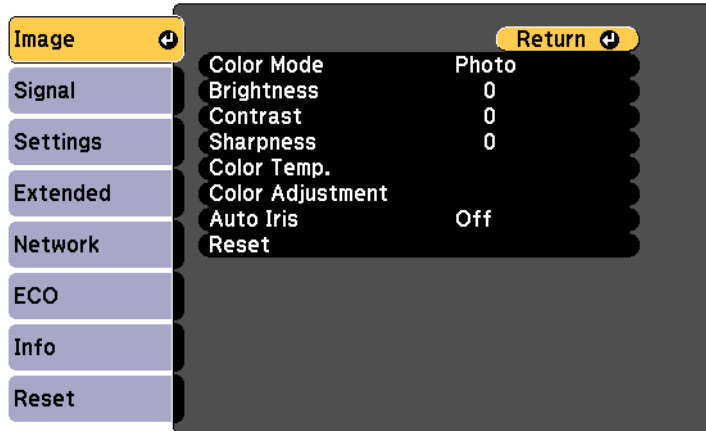 Image
Signal
Settings
Extended
Network
ECO
Info
Reset
Return
Color Mode Photo
Brightness 0
Contrast 0
Sharpness 0
Color Temp.
Color Adjustment
Auto Iris Off
Reset